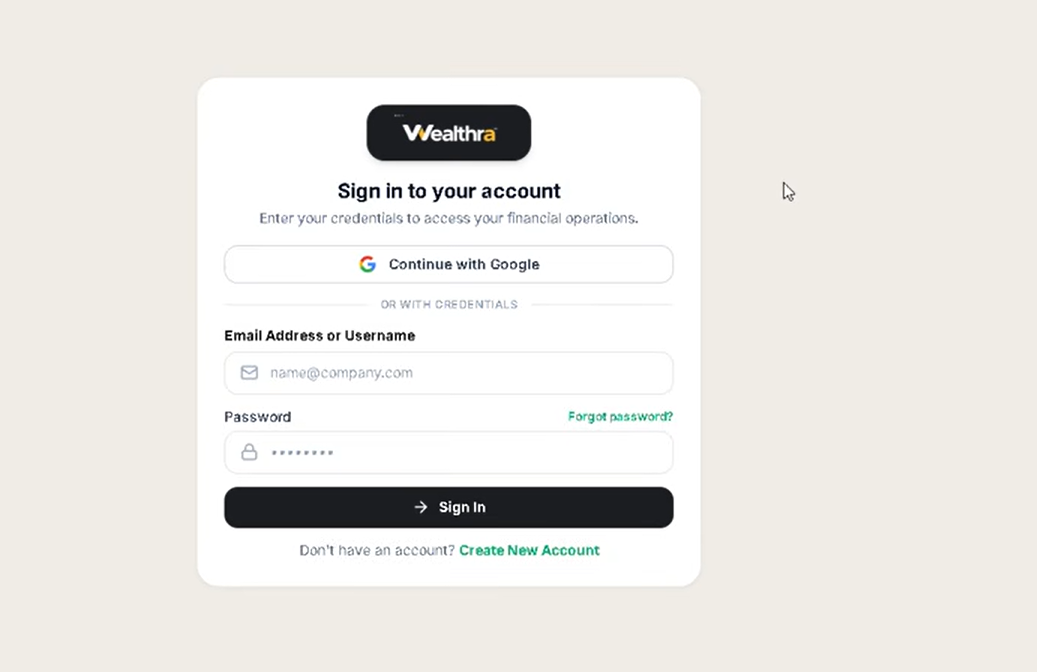 Wealthra
Sign in to your account
Enter your credentials to access your financial operations.
Continue with Google
OR WITH CREDENTIALS
Email Address or Username
name@company.com
Password Forgot password?
••••••••
Sign In
Don't have an account? Create New Account